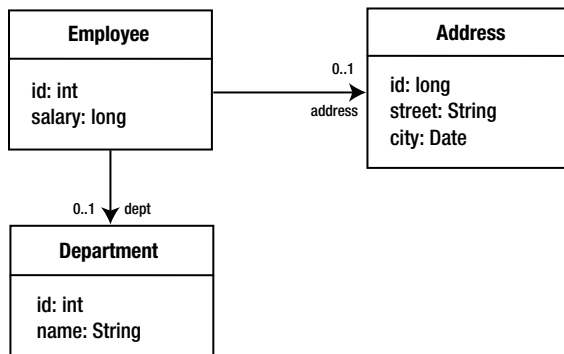 Employee
id: int
salary: long
0..1
address
Address
id: long
street: String
city: Date
0..1
dept
Department
id: int
name: String